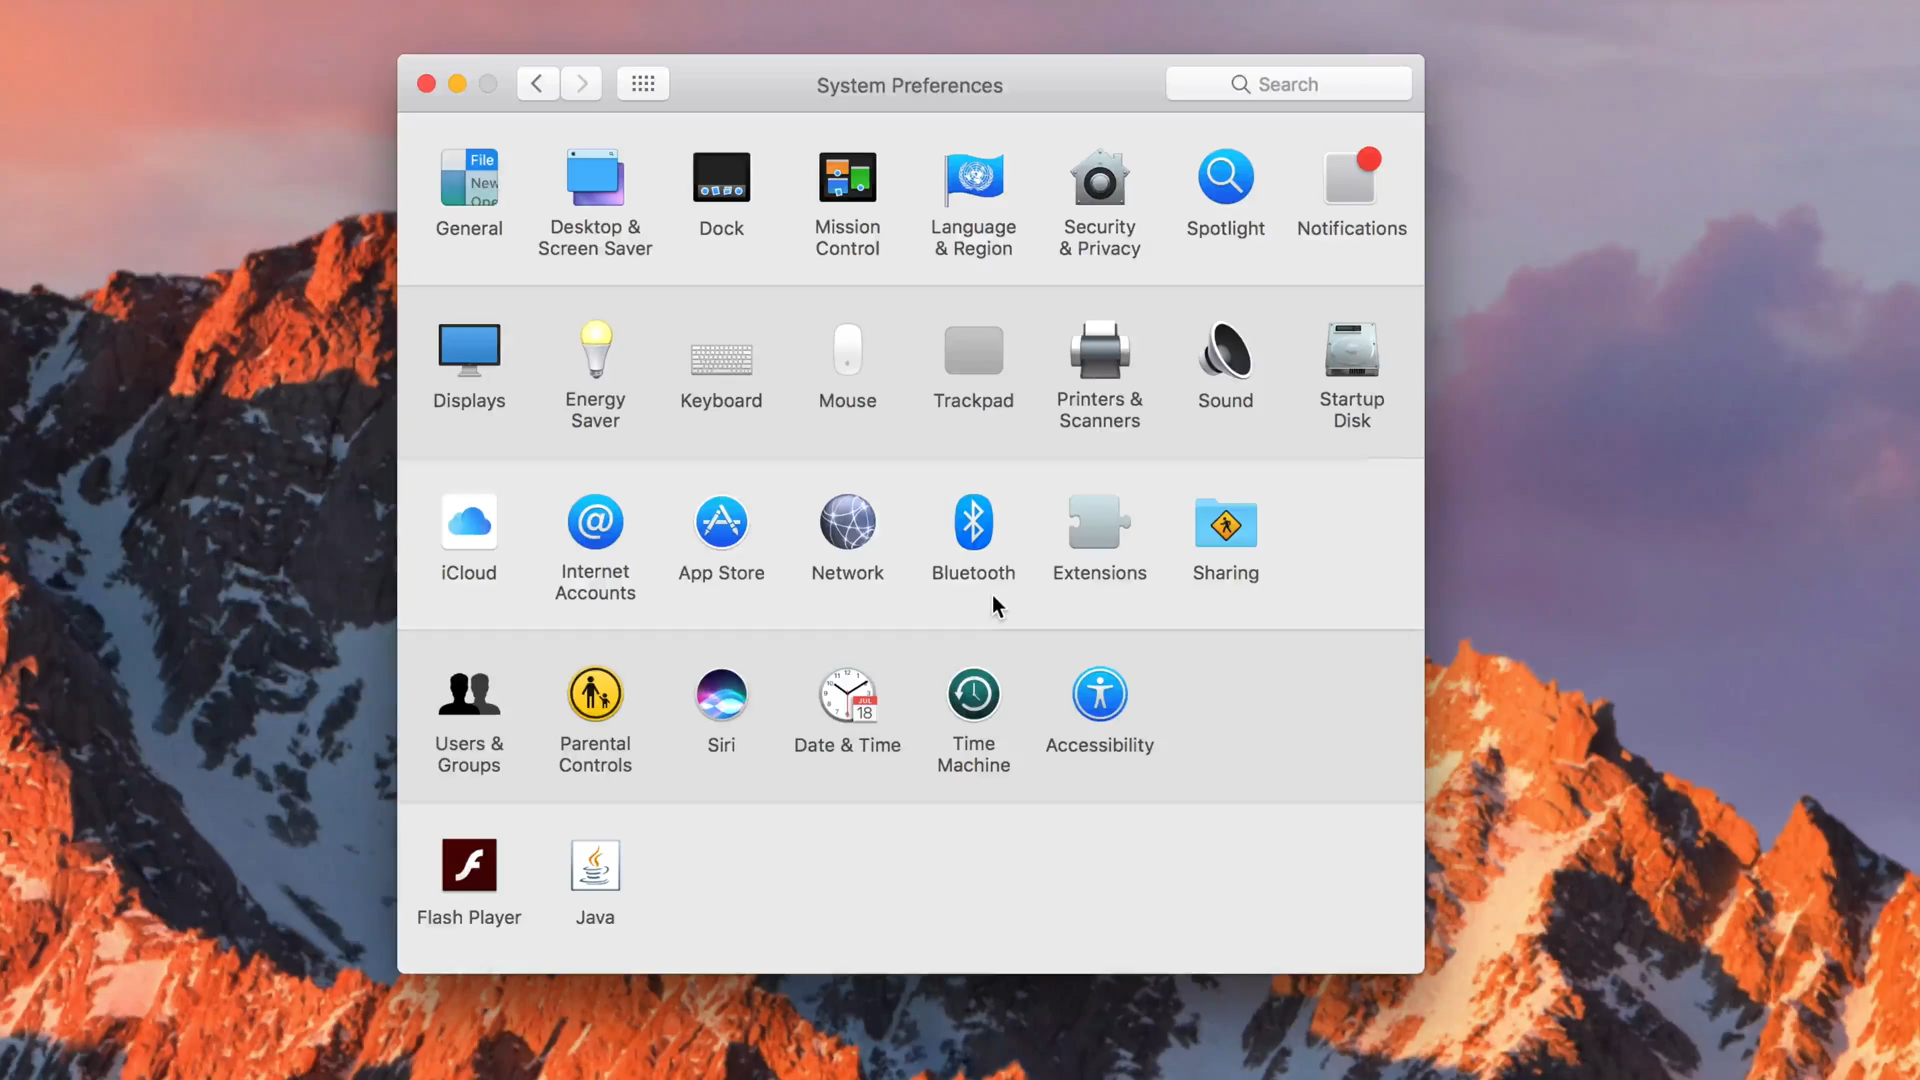 System Preferences
Search
File
New
Ope
General
Desktop &
Screen Saver
Dock
Mission
Control
Language
& Region
Security
& Privacy
Spotlight
Notifications
Displays
Energy
Saver
Keyboard
Mouse
Trackpad
Printers &
Scanners
Sound
Startup
Disk
iCloud
@
Internet
Accounts
App Store
Network
Bluetooth
Extensions
Sharing
Users &
Groups
Parental
Controls
Siri
JUL
18
Date & Time
Time
Machine
Accessibility
Flash Player
Java